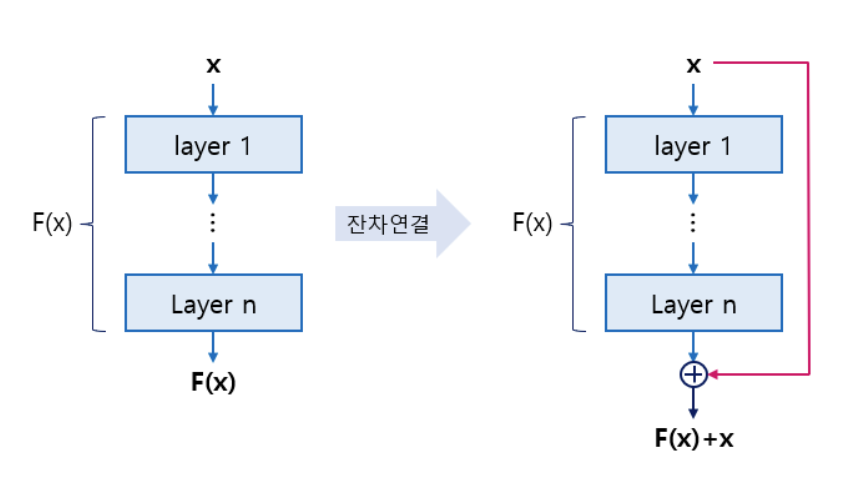 x
layer 1
F(x)
⋮
Layer n
F(x)
잔차연결
x
layer 1
F(x)
⋮
Layer n
F(x)+x